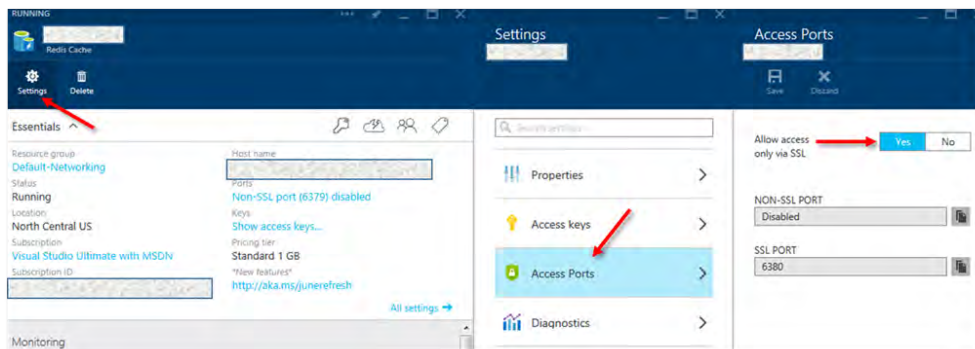 RUNNING
Redis Cache
Settings
Delete
Essentials
Resource group
Default-Networking
Status
Running
Location
North Central US
Subscription
Visual Studio Ultimate with MSDN
Subscription ID
Host name
Ports
Non-SSL port (6379) disabled
Keys
Show access keys...
Pricing tier
Standard 1 GB
*New features*
http://aka.ms/junerefresh
All settings →
Monitoring
Settings
Search settings
Properties
Access keys
Access Ports
Diagnostics
Access Ports
Save
Discard
Allow access
only via SSL
Yes
No
NON-SSL PORT
Disabled
SSL PORT
6380